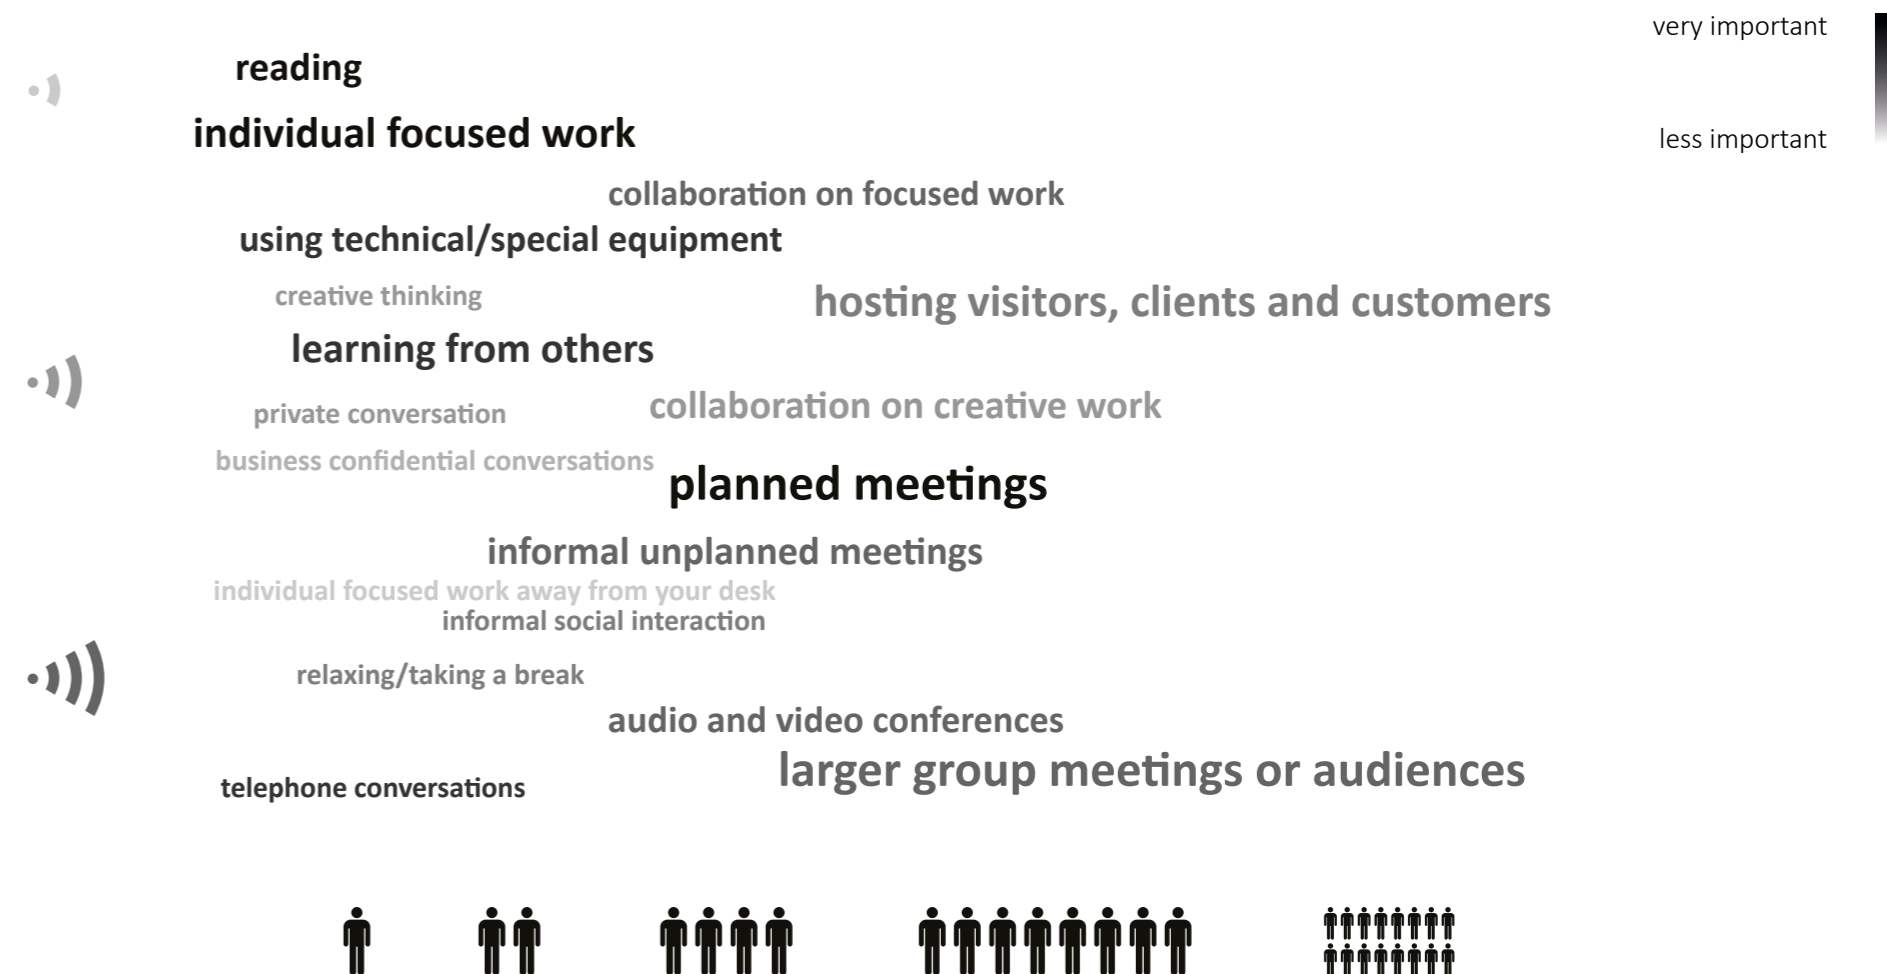 very important
reading
individual focused work
less important
collaboration on focused work
using technical/special equipment
creative thinking
hosting visitors, clients and customers
learning from others
private conversation
collaboration on creative work
business confidential conversations
planned meetings
informal unplanned meetings
individual focused work away from your desk
informal social interaction
relaxing/taking a break
audio and video conferences
larger group meetings or audiences
telephone conversations